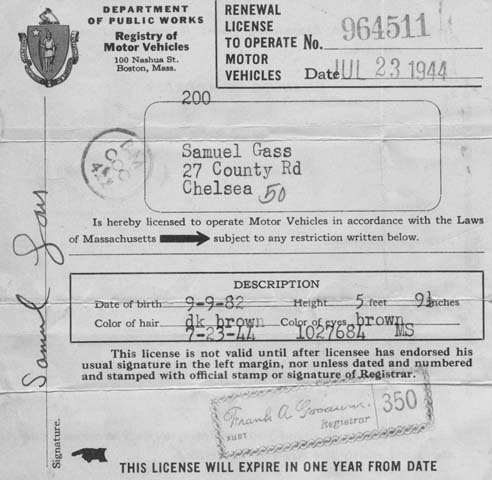 DEPARTMENT
OF PUBLIC WORKS
Registry of
Motor Vehicles
100 Nashua St.
Boston, Mass.
RENEWAL
LICENSE
TO OPERATE No. 964511
MOTOR
VEHICLES Date JUL 23 1944
200
Samuel Gass
27 County Rd
Chelsea 50
Is hereby licensed to operate Motor Vehicles in accordance with the Laws
of Massachusetts subject to any restriction written below.
DESCRIPTION
Date of birth 9-9-82 Height 5 feet 9½ inches
Color of hair dk brown Color of eyes brown
7-23-44 1027684 MS
This license is not valid until after licensee has endorsed his
usual signature in the left margin, nor unless dated and numbered
and stamped with official stamp or signature of Registrar.
Frank A Goodwin
Registrar
350
Samuel Gass
Signature.
THIS LICENSE WILL EXPIRE IN ONE YEAR FROM DATE